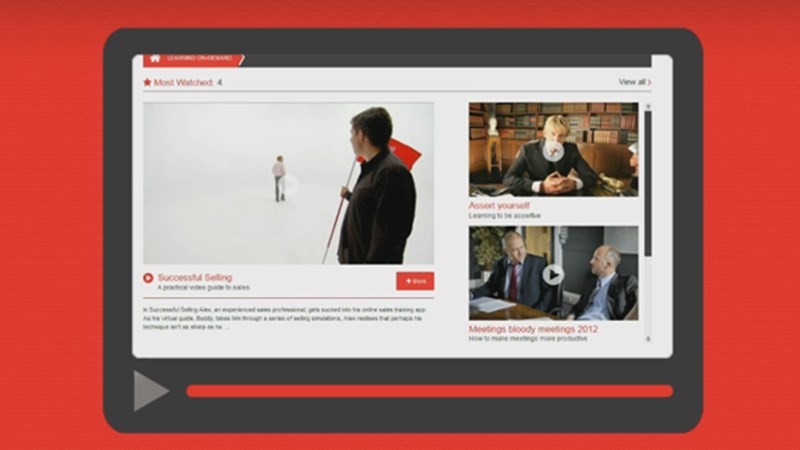 LEARNING ON-DEMAND
Most Watched: 4
View all
Successful Selling
A practical video guide to sales
More
In Successful Selling Alex, an experienced sales professional, gets sucked into his online sales training app.
As his virtual guide, Buddy, takes him through a series of selling simulations, Alex realises that perhaps his
technique isn't as sharp as he ....
Assert yourself
Learning to be assertive
Meetings bloody meetings 2012
How to make meetings more productive